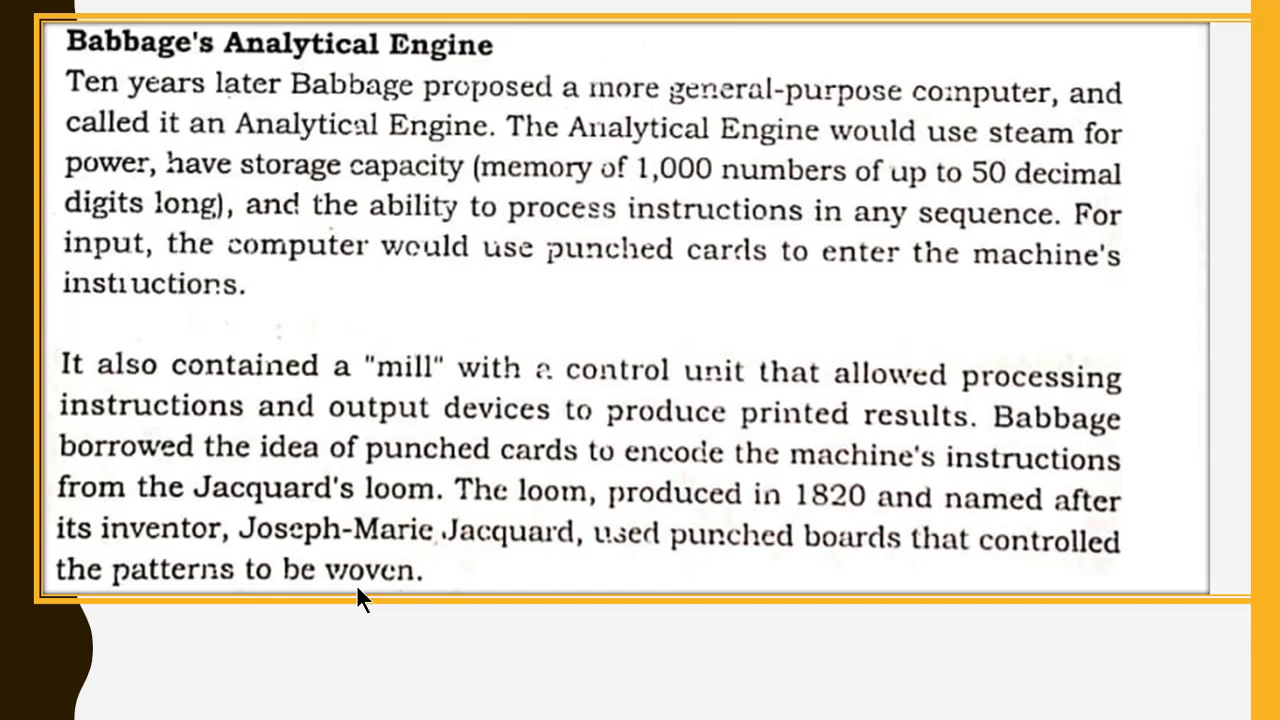 Babbage's Analytical Engine
Ten years later Babbage proposed a more general-purpose computer, and
called it an Analytical Engine. The Analytical Engine would use steam for
power, have storage capacity (memory of 1,000 numbers of up to 50 decimal
digits long), and the ability to process instructions in any sequence. For
input, the computer would use punched cards to enter the machine's
instructions.
It also contained a "mill" with a control unit that allowed processing
instructions and output devices to produce printed results. Babbage
borrowed the idea of punched cards to encode the machine's instructions
from the Jacquard's loom. The loom, produced in 1820 and named after
its inventor, Joseph-Marie Jacquard, used punched boards that controlled
the patterns to be woven.